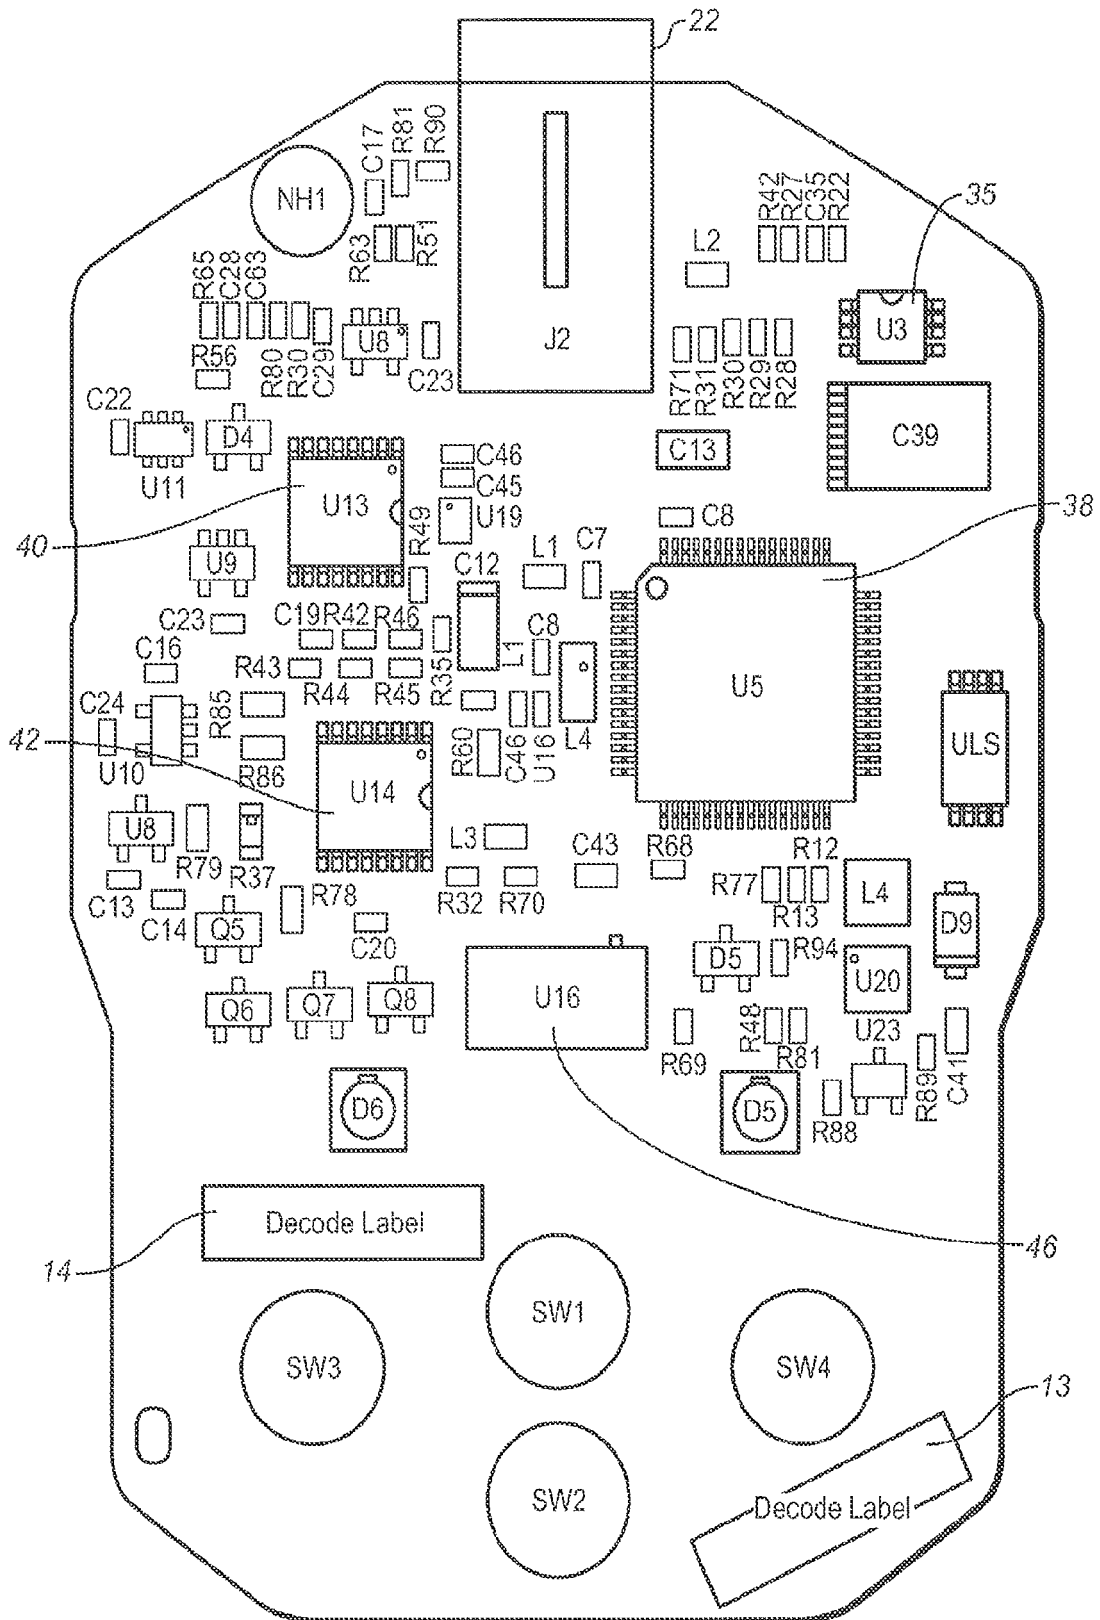 22
R81
R90
C17
NH1
R63
R51
R42
R27
C35
R22
35
L2
R65
C28
C63
U8
J2
U3
R56
R80
R30
C29
C23
R71
R31
R30
R29
R28
C22
D4
U11
C13
C39
U13
C46
C45
U19
R49
C8
38
40
U9
C12
L1
C7
C23
C19
R42
R46
C8
C16
R43
R44
R45
R35
L1
U5
C24
R85
42
U10
R86
U14
R60
C46
U16
L4
ULS
U8
R79
R37
L3
C43
R68
R12
R78
R32
R70
R77
R13
L4
C13
C14
Q5
C20
D5
R94
D9
Q6
Q7
Q8
U16
U20
R69
R48
R81
U23
R89
C41
D6
D5
R88
Decode Label
14
46
SW1
SW3
SW4
13
SW2
Decode Label